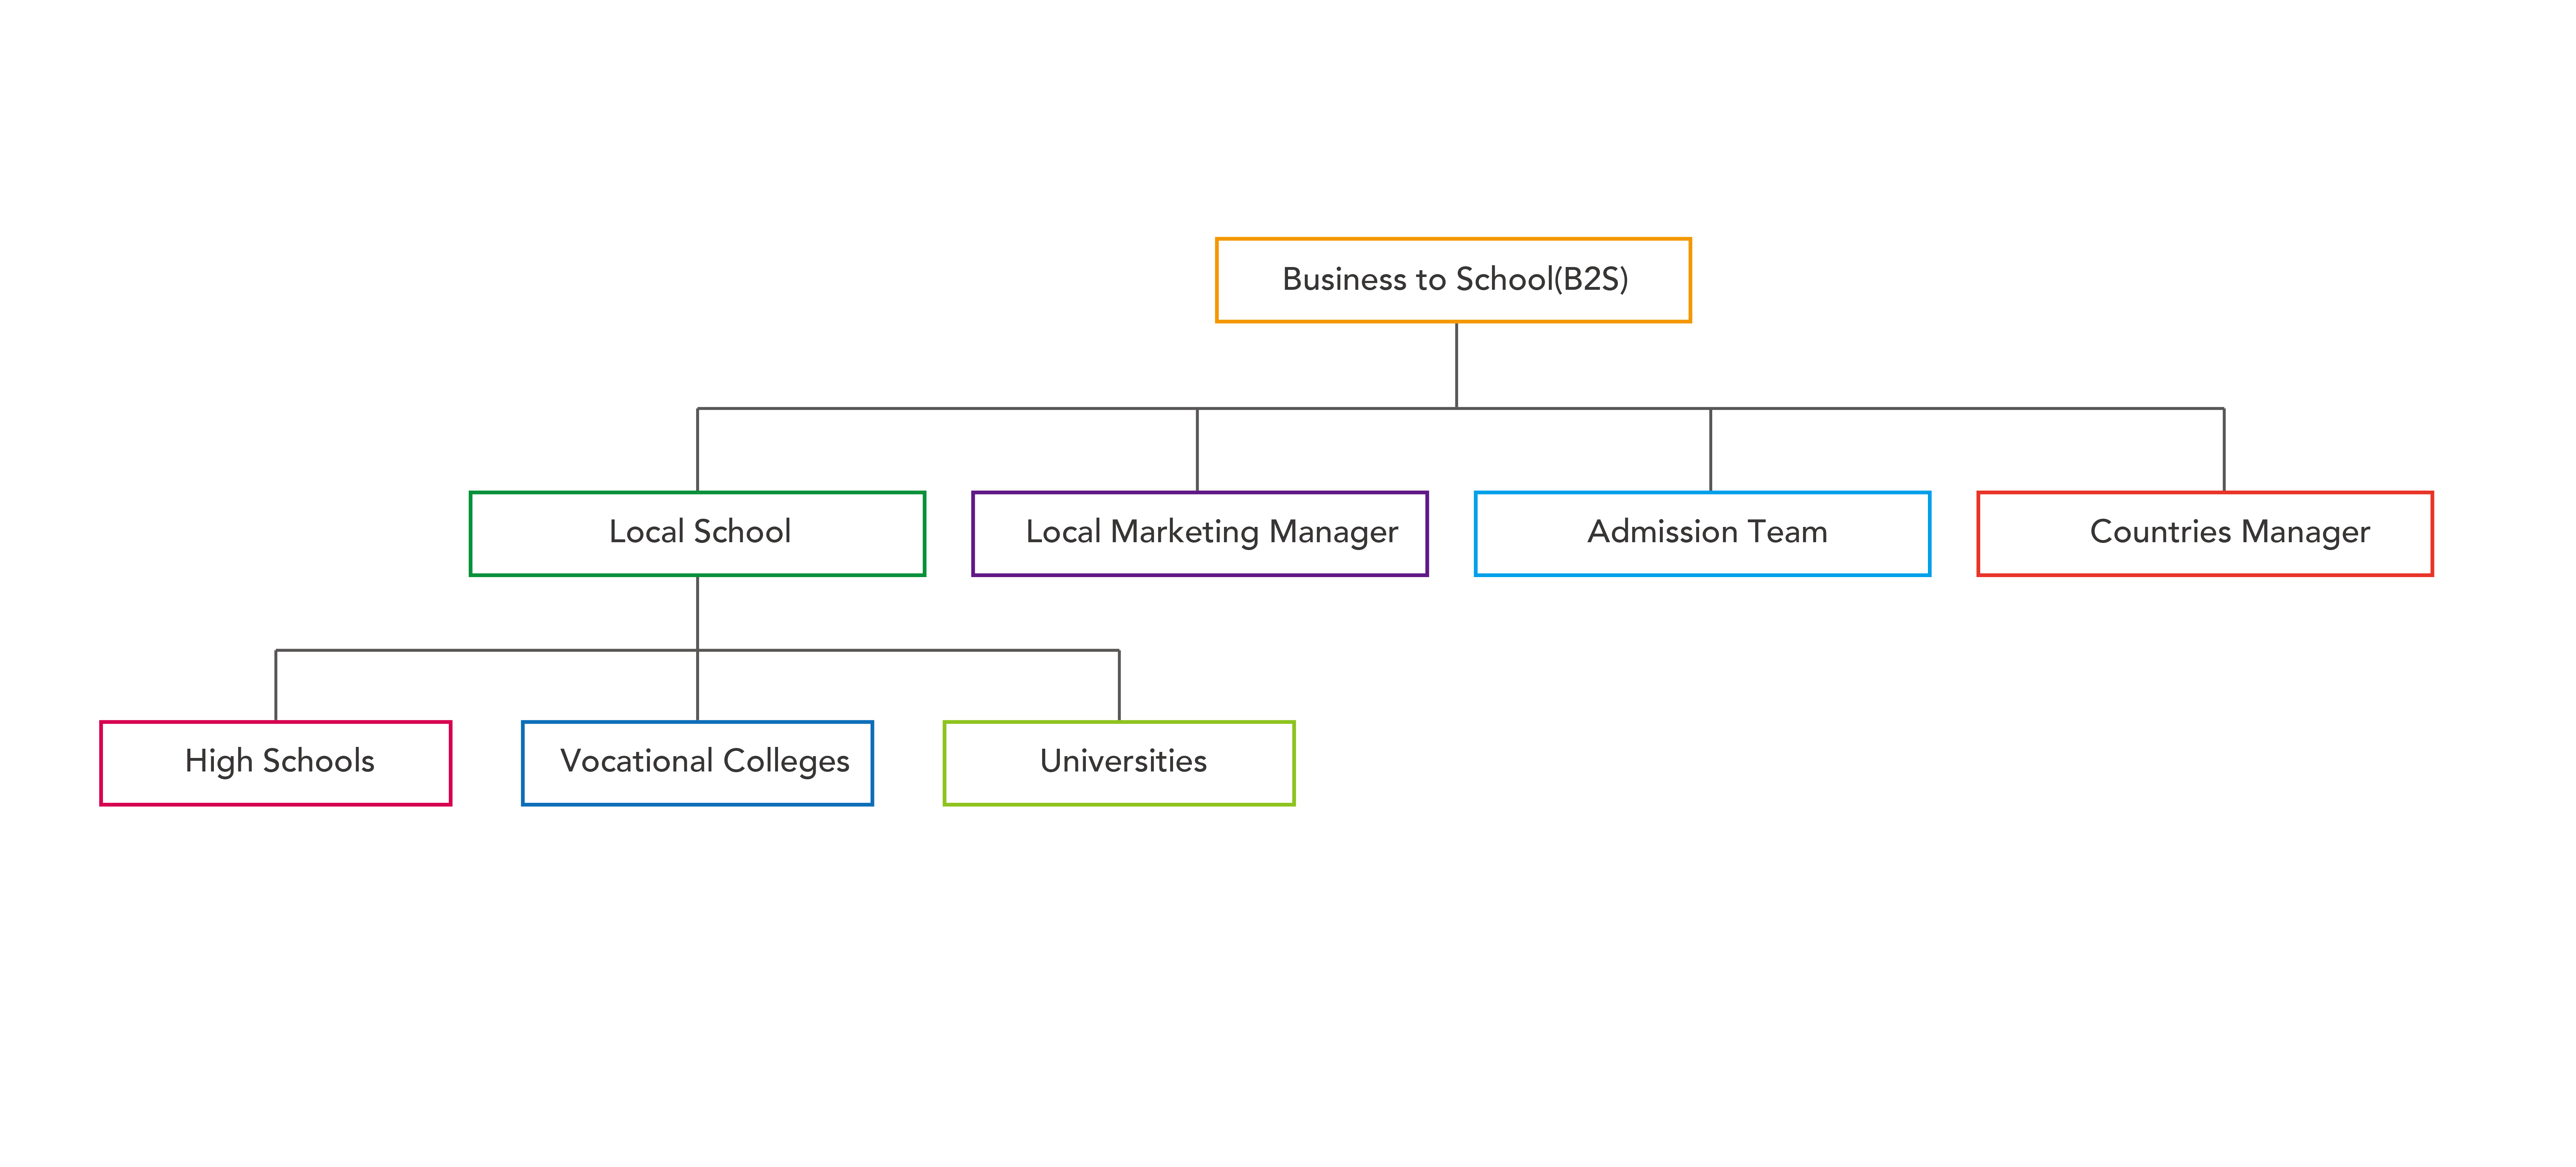 Business to School(B2S)
Local School
Local Marketing Manager
Admission Team
Countries Manager
High Schools
Vocational Colleges
Universities